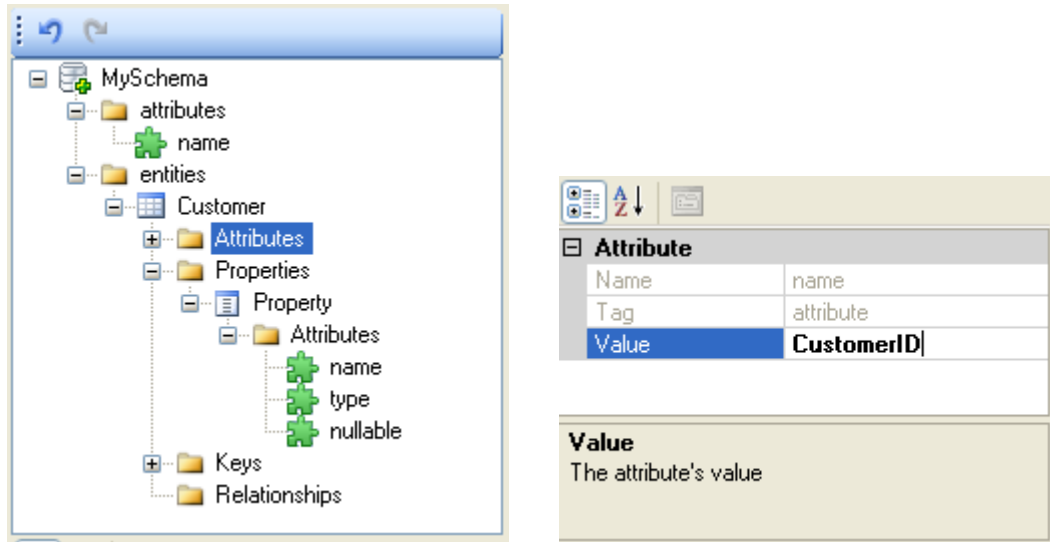 MySchema
attributes
name
entities
Customer
Attributes
Properties
Property
Attributes
name
type
nullable
Keys
Relationships
A
Z
Attribute
Name name
Tag attribute
Value CustomerID
Value
The attribute's value